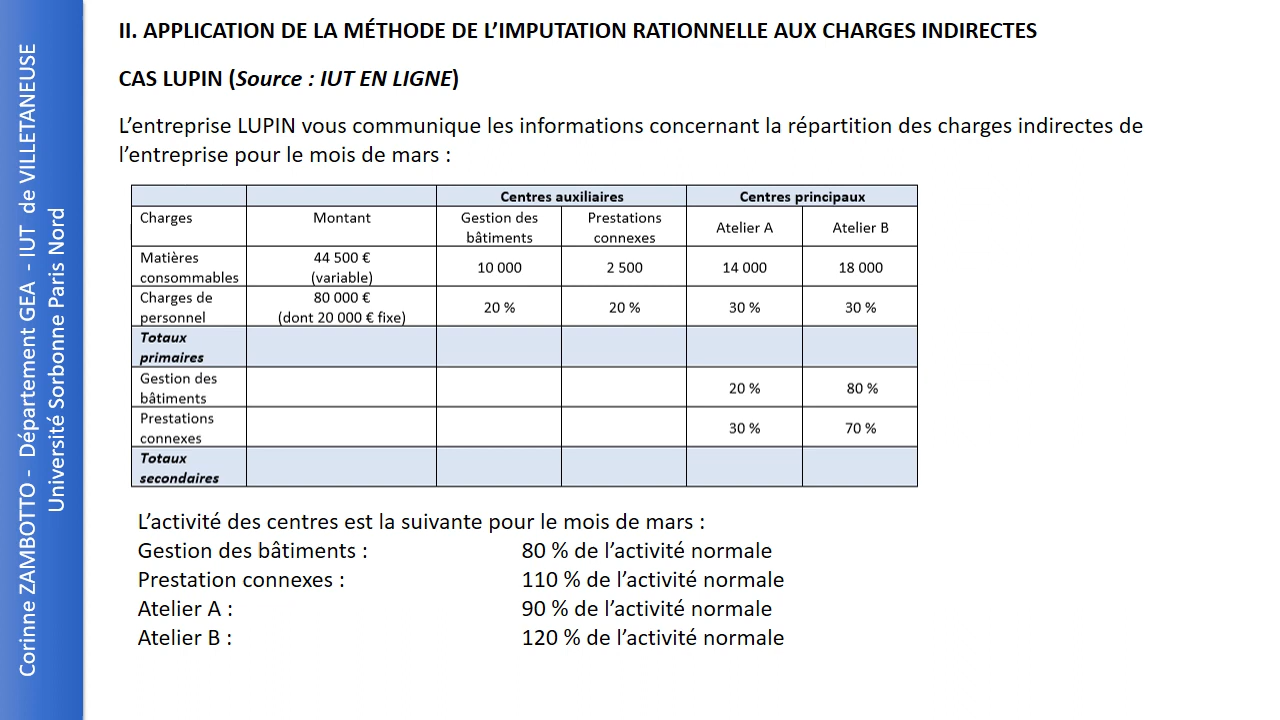 II. APPLICATION DE LA MÉTHODE DE L’IMPUTATION RATIONNELLE AUX CHARGES INDIRECTES
CAS LUPIN (Source : IUT EN LIGNE)
L’entreprise LUPIN vous communique les informations concernant la répartition des charges indirectes de
l’entreprise pour le mois de mars :
Centres auxiliaires Centres principaux
Charges Montant Gestion des bâtiments Prestations connexes Atelier A Atelier B
Matières consommables 44 500 € (variable) 10 000 2 500 14 000 18 000
Charges de personnel 80 000 € (dont 20 000 € fixe) 20 % 20 % 30 % 30 %
Totaux primaires
Gestion des bâtiments 20 % 80 %
Prestations connexes 30 % 70 %
Totaux secondaires
L’activité des centres est la suivante pour le mois de mars :
Gestion des bâtiments : 80 % de l’activité normale
Prestation connexes : 110 % de l’activité normale
Atelier A : 90 % de l’activité normale
Atelier B : 120 % de l’activité normale
Corinne ZAMBOTTO - Département GEA - IUT de VILLETANEUSE
Université Sorbonne Paris Nord